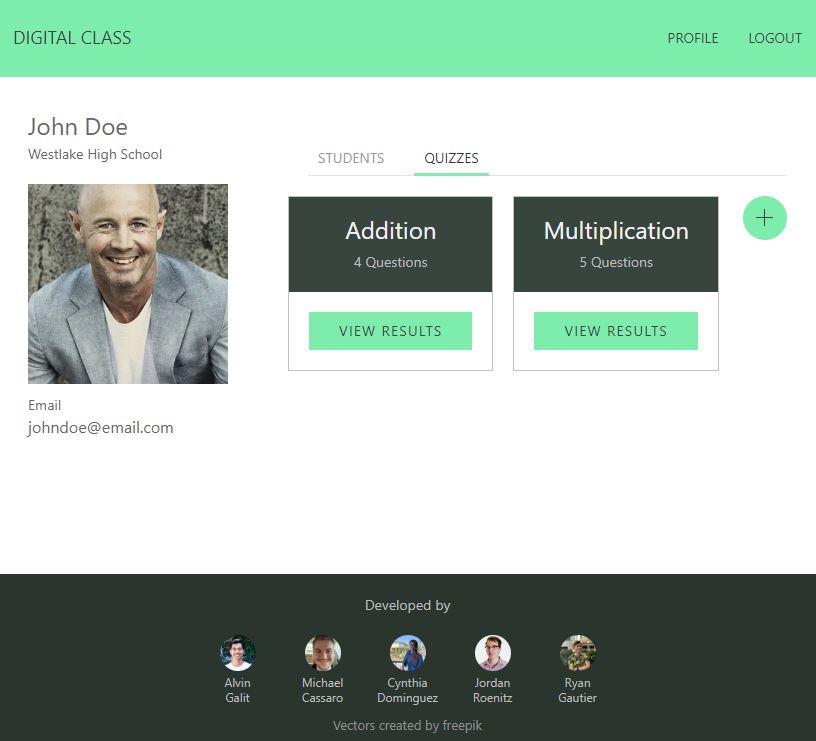 DIGITAL CLASS
PROFILE LOGOUT
John Doe
Westlake High School
Email
johndoe@email.com
STUDENTS QUIZZES
Addition
4 Questions
VIEW RESULTS
Multiplication
5 Questions
VIEW RESULTS
Developed by
Alvin
Galit
Michael
Cassaro
Cynthia
Dominguez
Jordan
Roenitz
Ryan
Gautier
Vectors created by freepik